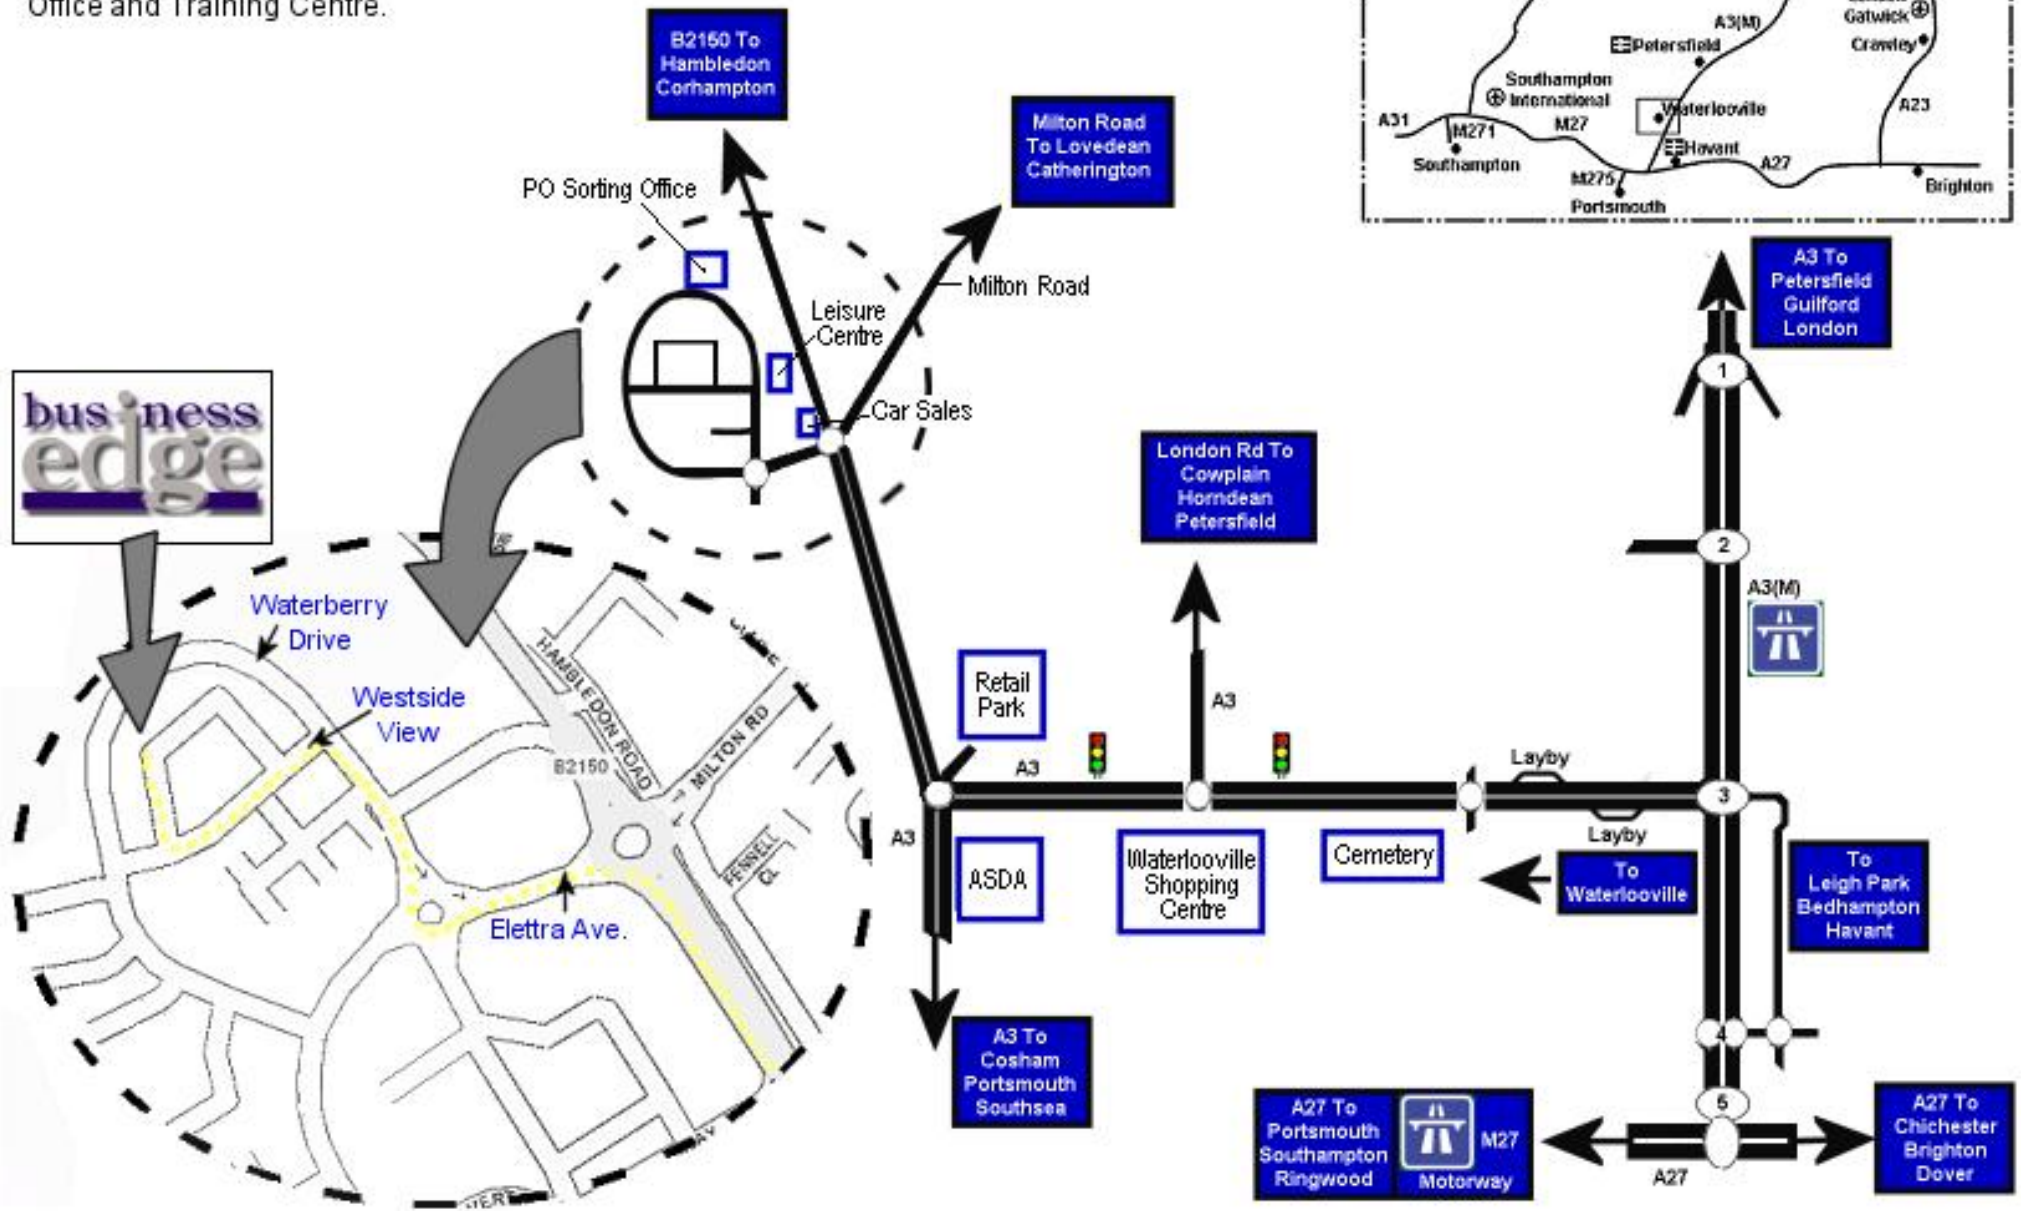 Office and Training Centre.
B2150 To
Hambledon
Corhampton
Milton Road
To Lovedean
Catherington
A3(M)
Gatwick
Petersfield
Crawley
Southampton
International
Waterlooville
A23
A31
M271
M27
Havant
Southampton
A27
M275
Brighton
Portsmouth
PO Sorting Office
Milton Road
Leisure
Centre
Car Sales
A3 To
Petersfield
Guilford
London
1
business
edge
London Rd To
Cowplain
Horndean
Petersfield
2
A3(M)
Waterberry
Drive
Westside
View
HAMBLEDON ROAD
B2150
MILTON RD
FENNELL
CL
Elettra Ave.
Retail
Park
A3
A3
Layby
3
A3
Layby
ASDA
Waterlooville
Shopping
Centre
Cemetery
To
Waterlooville
To
Leigh Park
Bedhampton
Havant
4
A3 To
Cosham
Portsmouth
Southsea
5
A27 To
Portsmouth
Southampton
Ringwood
M27
Motorway
A27
A27 To
Chichester
Brighton
Dover